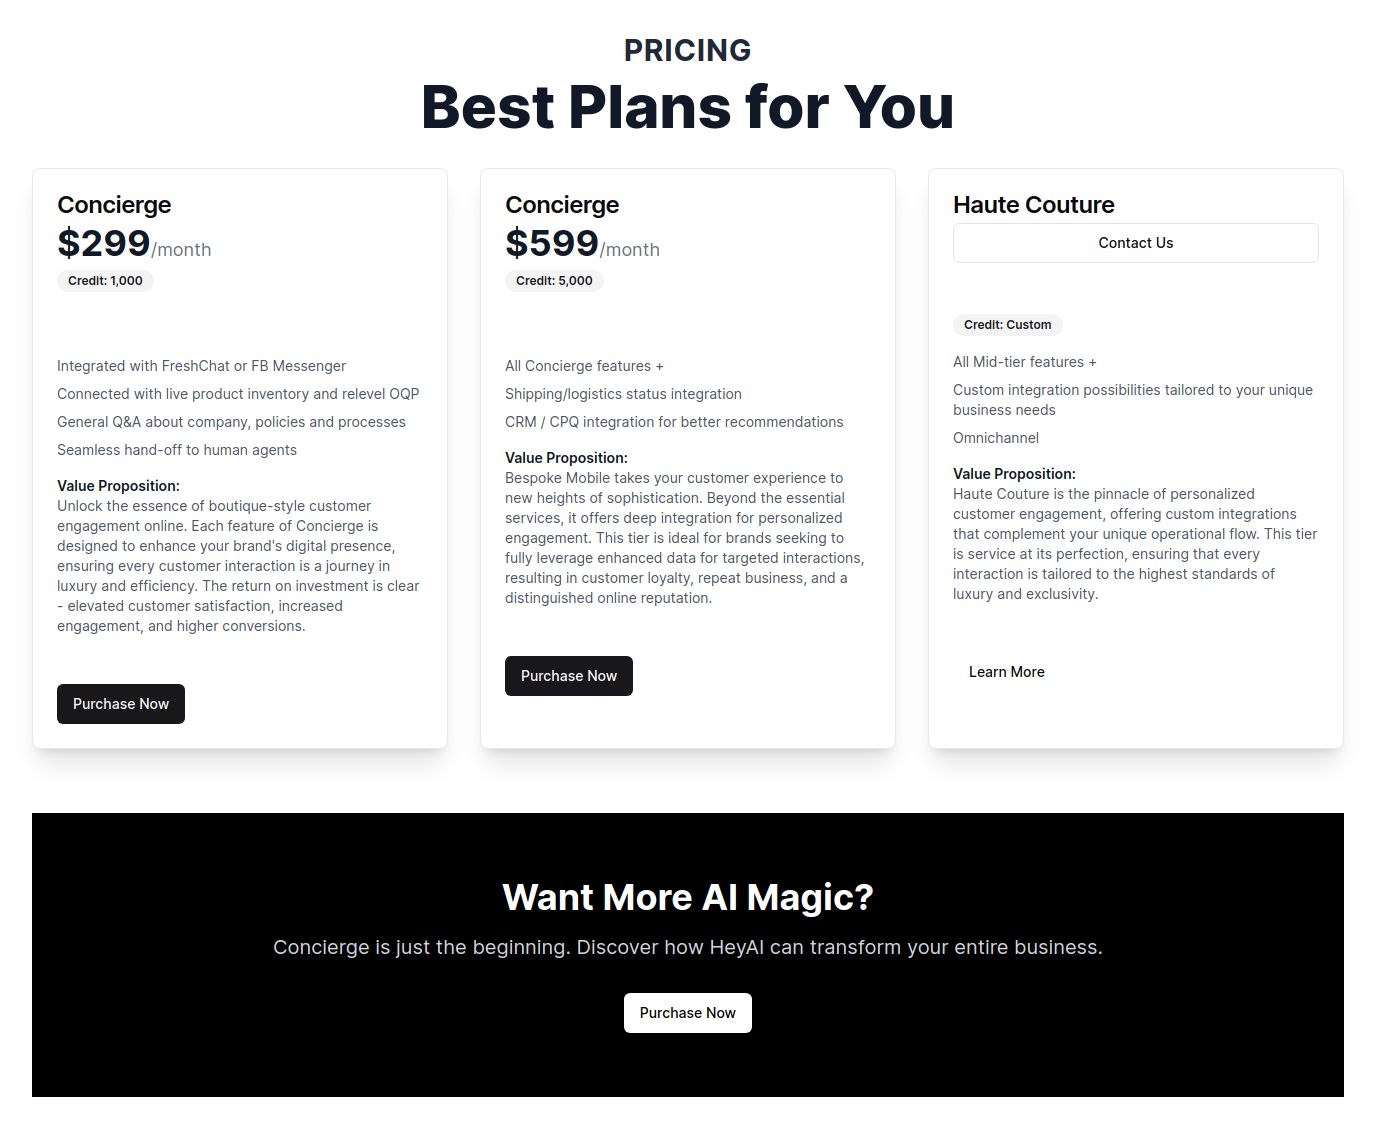 PRICING
Best Plans for You
Concierge
$299/month
Credit: 1,000
Integrated with FreshChat or FB Messenger
Connected with live product inventory and relevel OQP
General Q&A about company, policies and processes
Seamless hand-off to human agents
Value Proposition:
Unlock the essence of boutique-style customer
engagement online. Each feature of Concierge is
designed to enhance your brand's digital presence,
ensuring every customer interaction is a journey in
luxury and efficiency. The return on investment is clear
- elevated customer satisfaction, increased
engagement, and higher conversions.
Purchase Now
Concierge
$599/month
Credit: 5,000
All Concierge features +
Shipping/logistics status integration
CRM / CPQ integration for better recommendations
Value Proposition:
Bespoke Mobile takes your customer experience to
new heights of sophistication. Beyond the essential
services, it offers deep integration for personalized
engagement. This tier is ideal for brands seeking to
fully leverage enhanced data for targeted interactions,
resulting in customer loyalty, repeat business, and a
distinguished online reputation.
Purchase Now
Haute Couture
Contact Us
Credit: Custom
All Mid-tier features +
Custom integration possibilities tailored to your unique
business needs
Omnichannel
Value Proposition:
Haute Couture is the pinnacle of personalized
customer engagement, offering custom integrations
that complement your unique operational flow. This tier
is service at its perfection, ensuring that every
interaction is tailored to the highest standards of
luxury and exclusivity.
Learn More
Want More AI Magic?
Concierge is just the beginning. Discover how HeyAI can transform your entire business.
Purchase Now